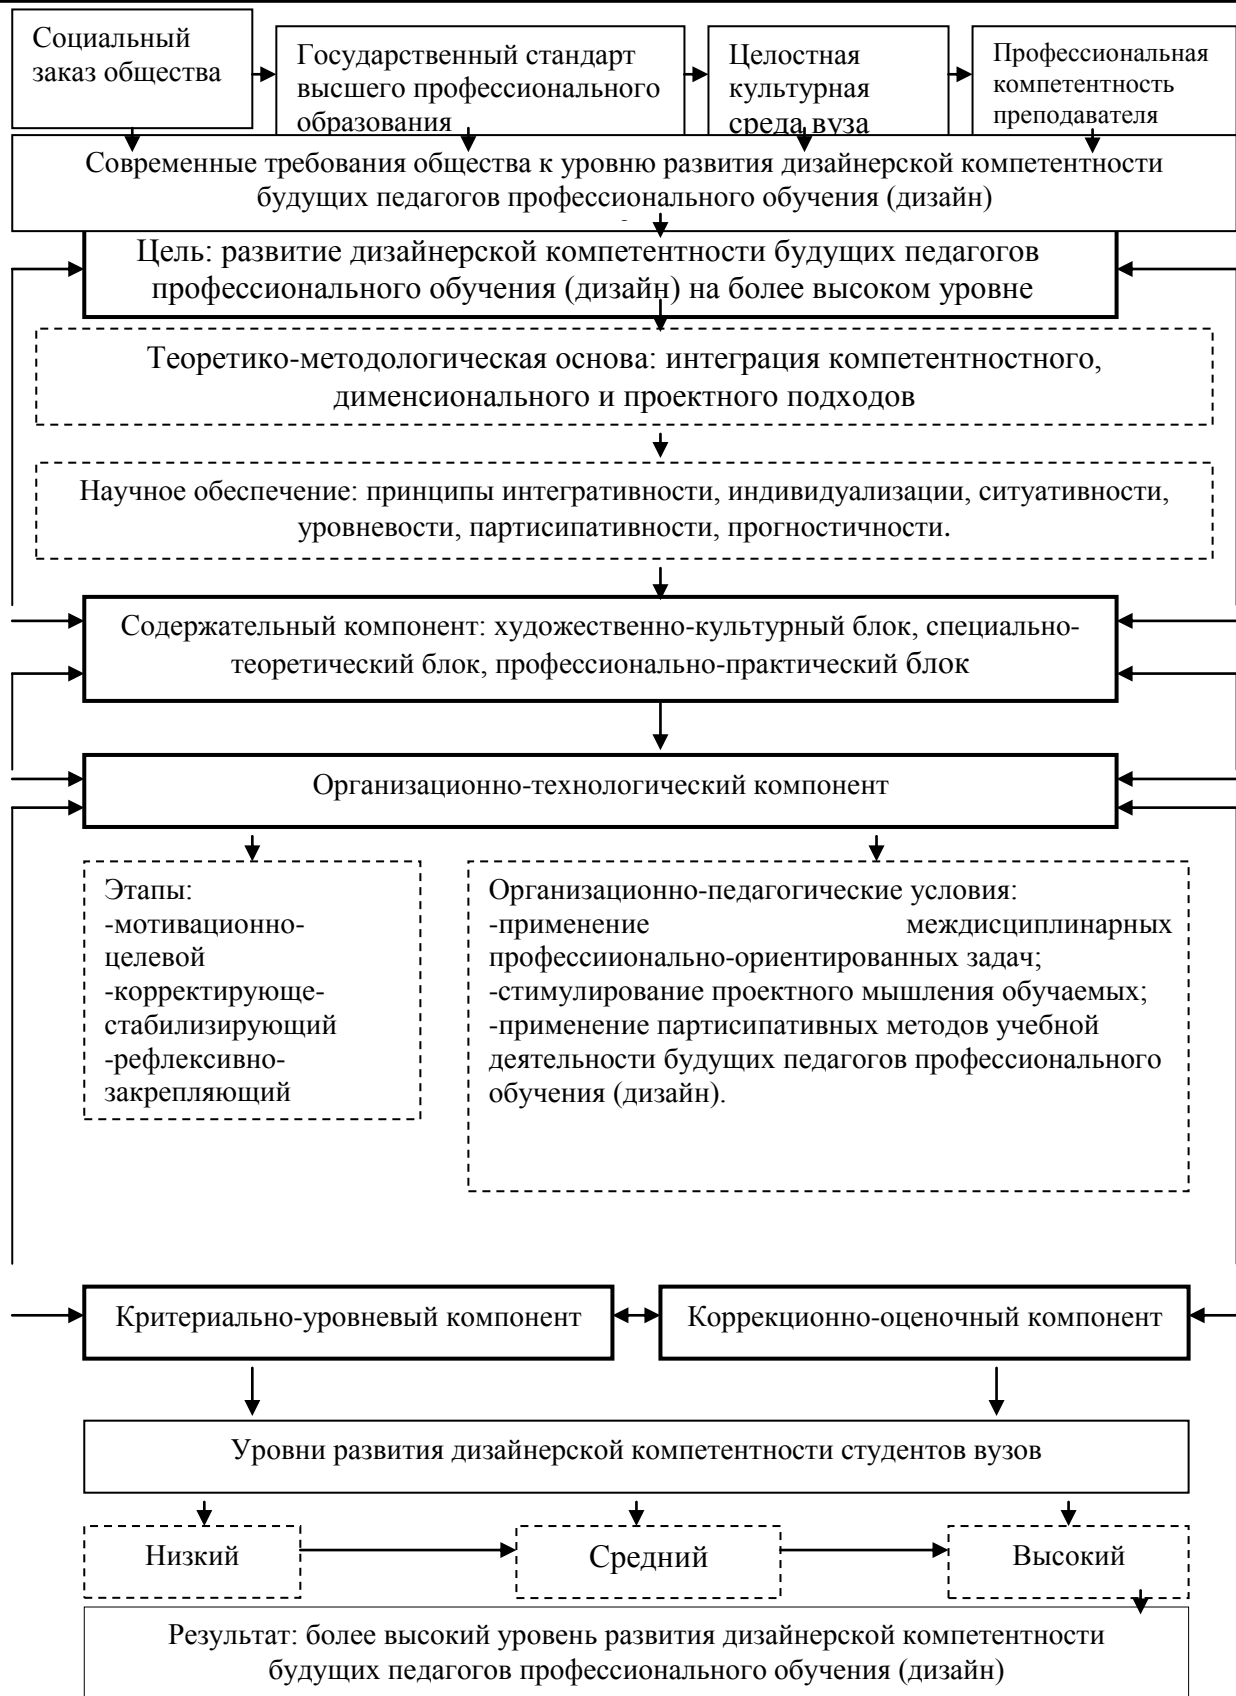 Социальный
заказ общества
Государственный стандарт
высшего профессионального
образования
Целостная
культурная
среда вуза
Профессиональная
компетентность
преподавателя
Современные требования общества к уровню развития дизайнерской компетентности
будущих педагогов профессионального обучения (дизайн)
Цель: развитие дизайнерской компетентности будущих педагогов
профессионального обучения (дизайн) на более высоком уровне
Теоретико-методологическая основа: интеграция компетентностного,
дименсионального и проектного подходов
Научное обеспечение: принципы интегративности, индивидуализации, ситуативности,
уровневости, партисипативности, прогностичности.
Содержательный компонент: художественно-культурный блок, специально-
теоретический блок, профессионально-практический блок
Организационно-технологический компонент
Этапы:
-мотивационно-
целевой
-корректирующе-
стабилизирующий
-рефлексивно-
закрепляющий
Организационно-педагогические условия:
-применение междисциплинарных
профессиионально-ориентированных задач;
-стимулирование проектного мышления обучаемых;
-применение партисипативных методов учебной
деятельности будущих педагогов профессионального
обучения (дизайн).
Критериально-уровневый компонент
Коррекционно-оценочный компонент
Уровни развития дизайнерской компетентности студентов вузов
Низкий
Средний
Высокий
Результат: более высокий уровень развития дизайнерской компетентности
будущих педагогов профессионального обучения (дизайн)